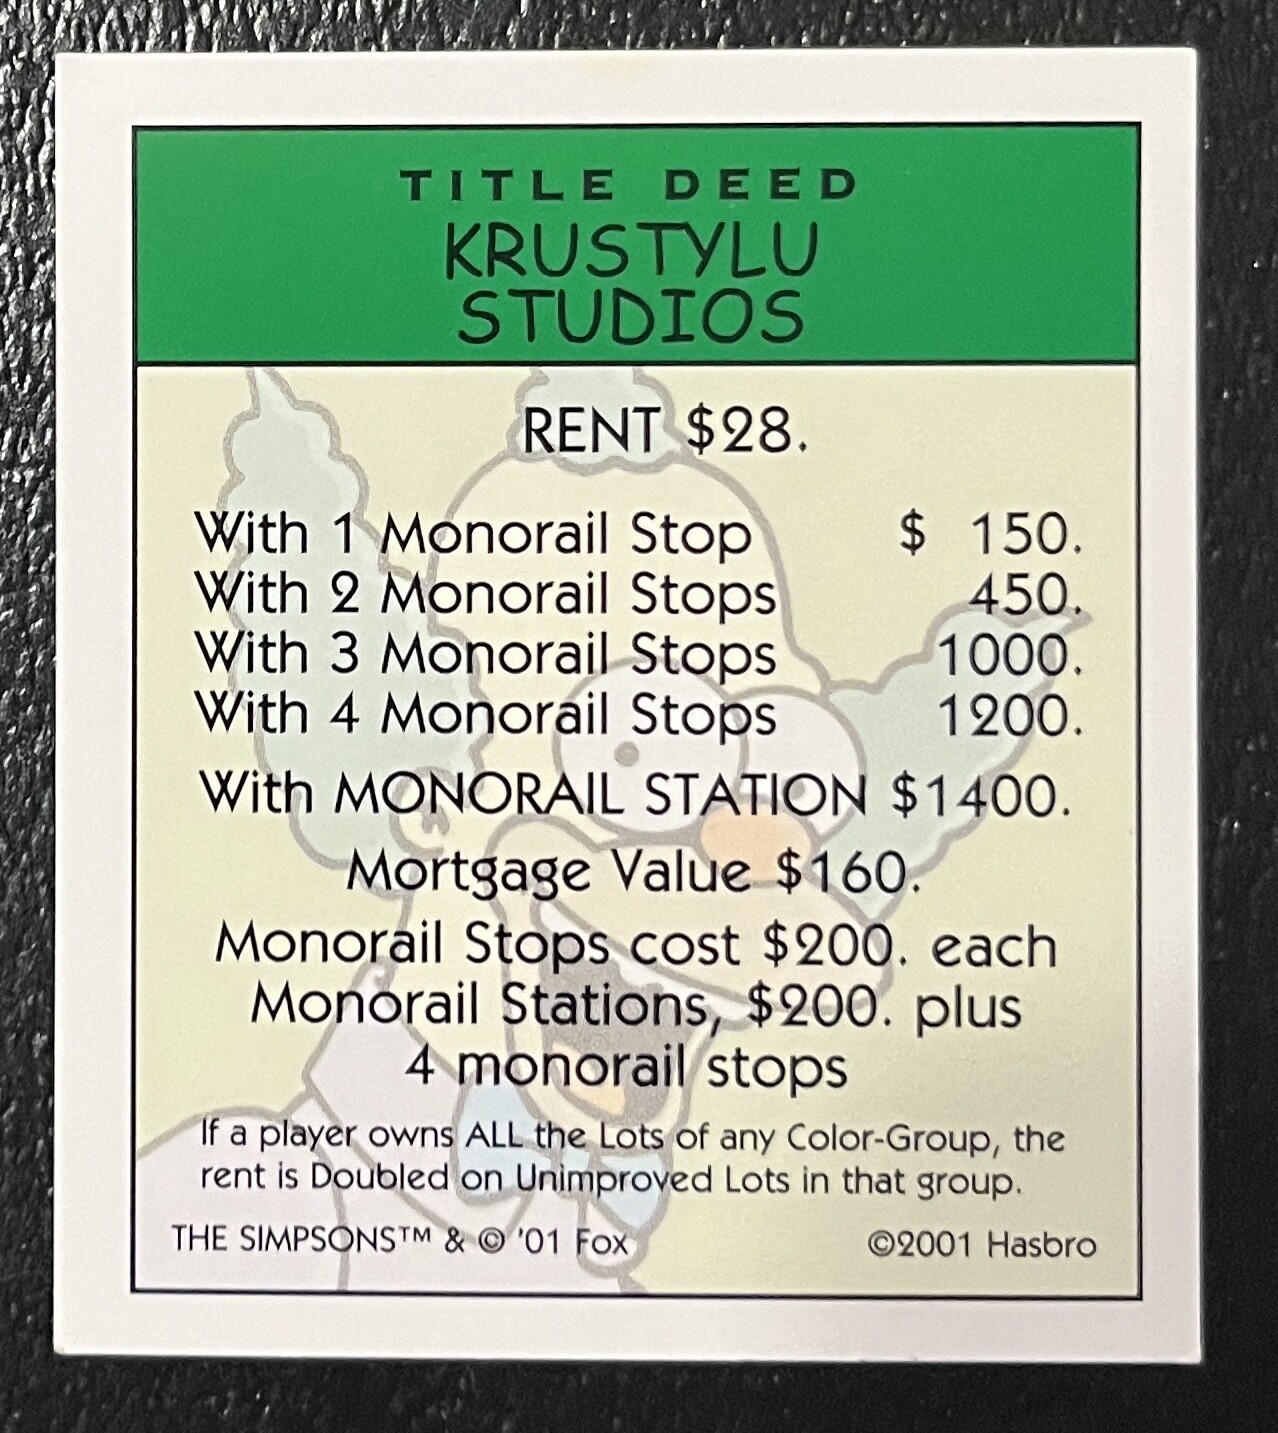 TITLE DEED
KRUSTYLU
STUDIOS
RENT $28.
With 1 Monorail Stop $ 150.
With 2 Monorail Stops 450.
With 3 Monorail Stops 1000.
With 4 Monorail Stops 1200.
With MONORAIL STATION $1400.
Mortgage Value $160.
Monorail Stops cost $200. each
Monorail Stations, $200. plus
4 monorail stops
If a player owns ALL the Lots of any Color-Group, the
rent is Doubled on Unimproved Lots in that group.
THE SIMPSONS™ & © '01 Fox ©2001 Hasbro